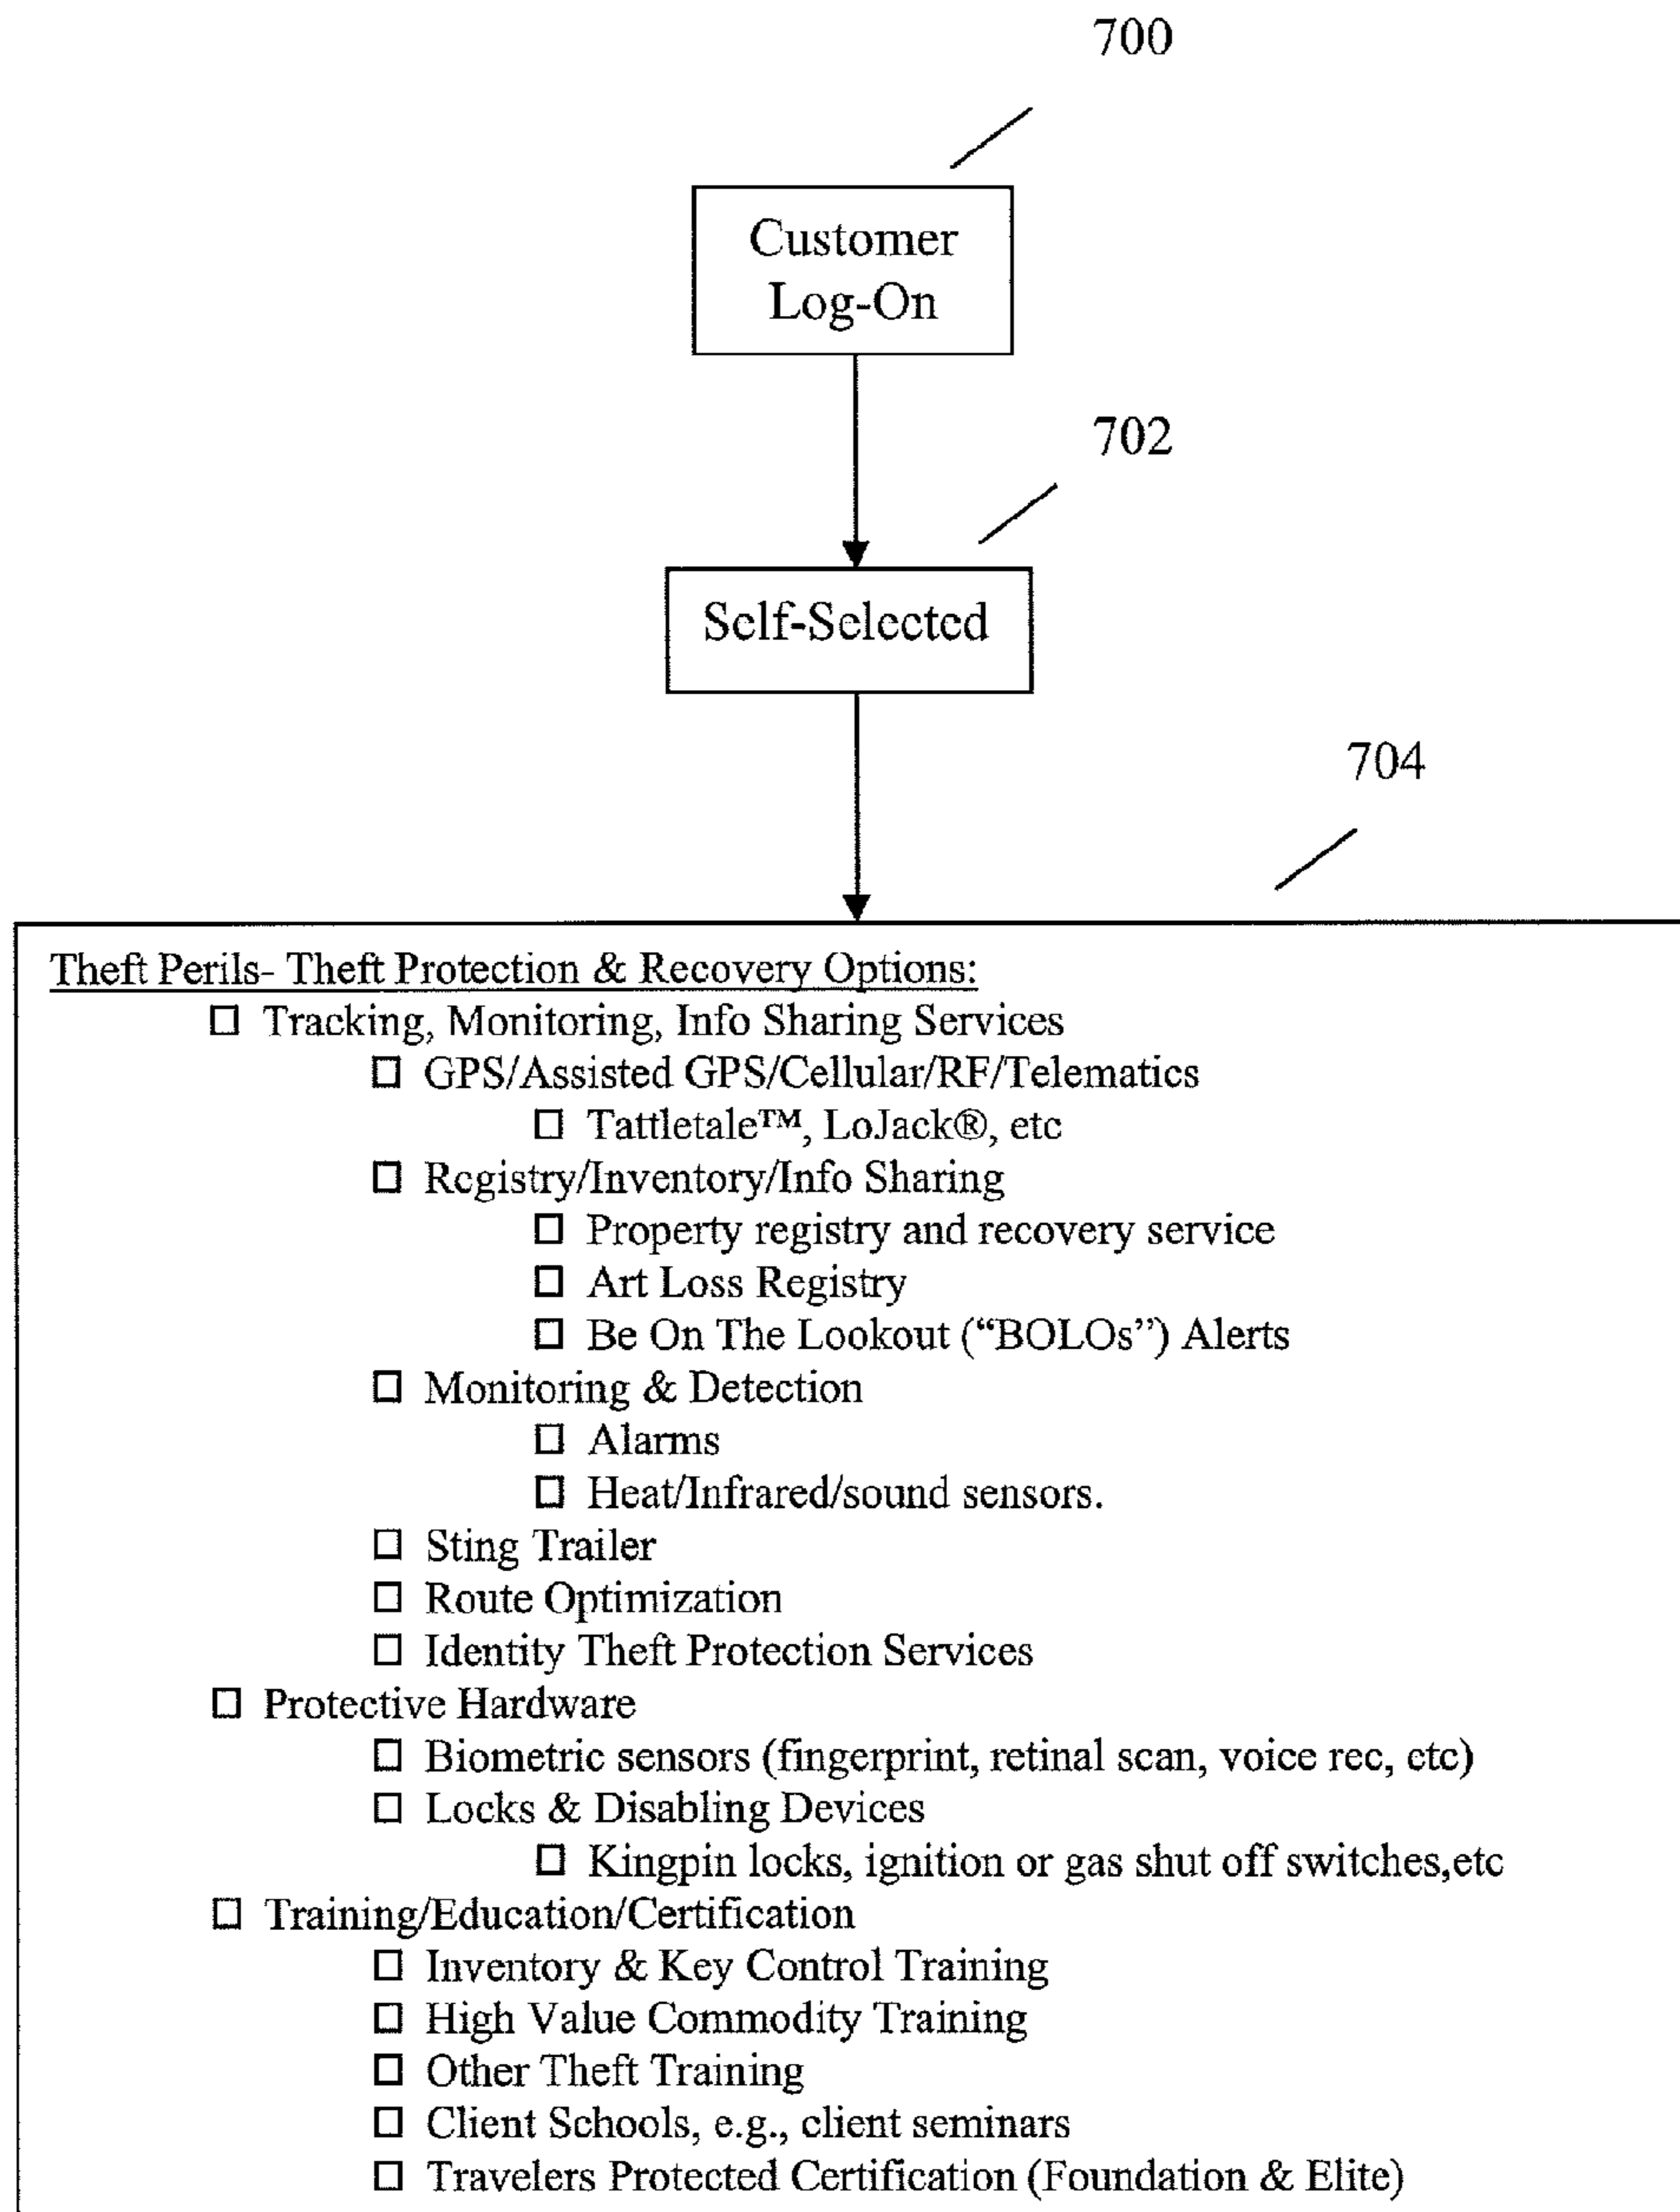 700
Customer
Log-On
702
Self-Selected
704
Theft Perils- Theft Protection & Recovery Options:
☐ Tracking, Monitoring, Info Sharing Services
☐ GPS/Assisted GPS/Cellular/RF/Telematics
☐ Tattletale™, LoJack®, etc
☐ Registry/Inventory/Info Sharing
☐ Property registry and recovery service
☐ Art Loss Registry
☐ Be On The Lookout (“BOLOs”) Alerts
☐ Monitoring & Detection
☐ Alarms
☐ Heat/Infrared/sound sensors.
☐ Sting Trailer
☐ Route Optimization
☐ Identity Theft Protection Services
☐ Protective Hardware
☐ Biometric sensors (fingerprint, retinal scan, voice rec, etc)
☐ Locks & Disabling Devices
☐ Kingpin locks, ignition or gas shut off switches,etc
☐ Training/Education/Certification
☐ Inventory & Key Control Training
☐ High Value Commodity Training
☐ Other Theft Training
☐ Client Schools, e.g., client seminars
☐ Travelers Protected Certification (Foundation & Elite)